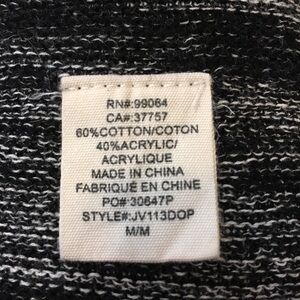 RN#:99064
CA#:37757
60%COTTON/COTON
40%ACRYLIC/
ACRYLIQUE
MADE IN CHINA
FABRIQUÉ EN CHINE
PO#:30647P
STYLE#:JV113DOP
M/M